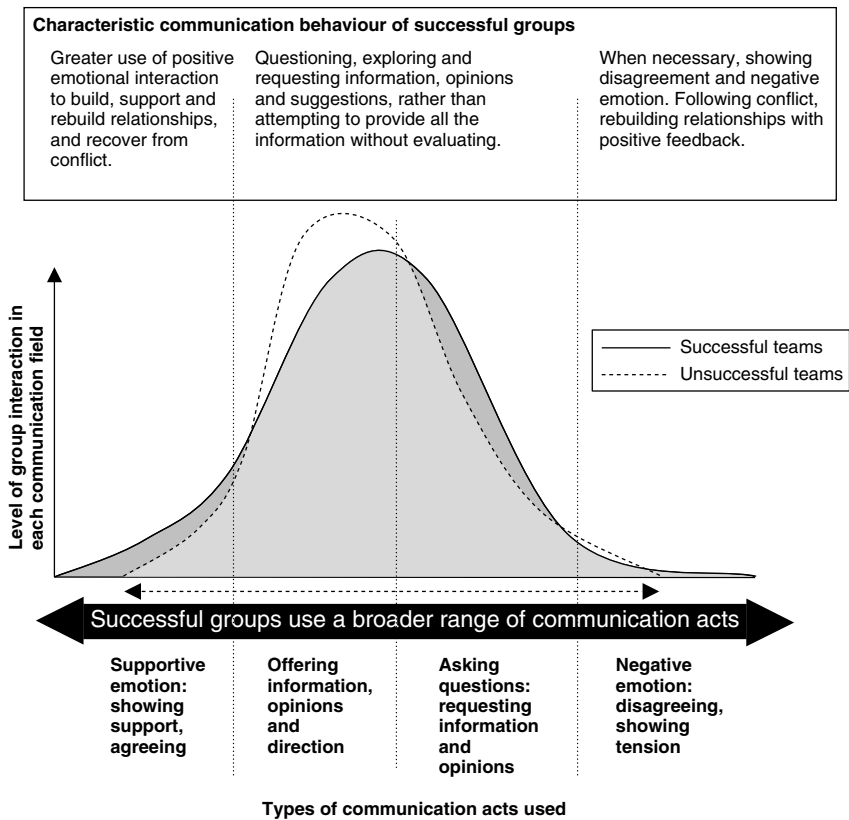 Characteristic communication behaviour of successful groups
Greater use of positive
emotional interaction
to build, support and
rebuild relationships,
and recover from
conflict.
Questioning, exploring and
requesting information, opinions
and suggestions, rather than
attempting to provide all the
information without evaluating.
When necessary, showing
disagreement and negative
emotion. Following conflict,
rebuilding relationships with
positive feedback.
Level of group interaction in
each communication field
Successful teams
Unsuccessful teams
Successful groups use a broader range of communication acts
Supportive
emotion:
showing
support,
agreeing
Offering
information,
opinions
and
direction
Asking
questions:
requesting
information
and
opinions
Negative
emotion:
disagreeing,
showing
tension
Types of communication acts used